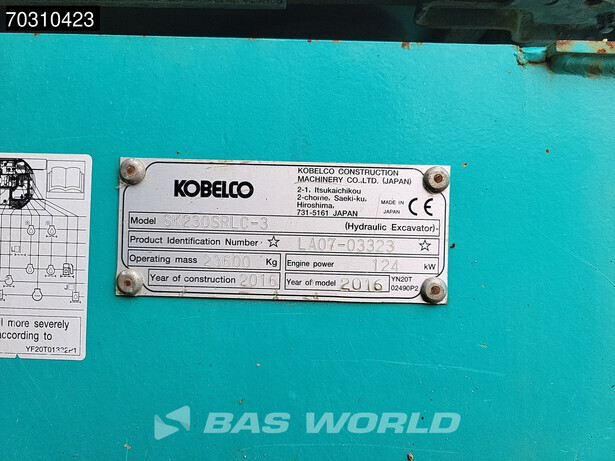 70310423
KOBELCO
KOBELCO CONSTRUCTION
MACHINERY CO.,LTD. (JAPAN)
2-1, Itsukaichikou
2-chome, Saeki-ku,
Hiroshima,
731-5161 JAPAN
MADE IN
JAPAN
CE
Model SK230SRLC-3 (Hydraulic Excavator)
Product Identification Number ☆ LA07-03323 ☆
Operating mass 23600 Kg
Engine power 124 kW
Year of construction 2016
Year of model 2016
YN20T
02490P2
more severely
according to
BAS WORLD